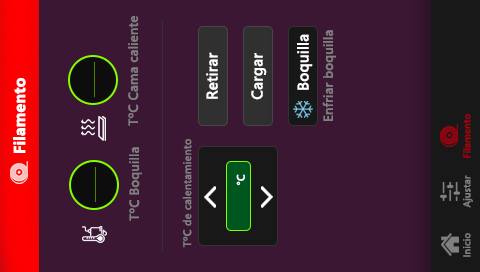 Filamento
T°C Boquilla
T°C Cama caliente
T°C de calentamiento
°C
Retirar
Cargar
Boquilla
Enfriar boquilla
Inicio
Ajustar
Filamento